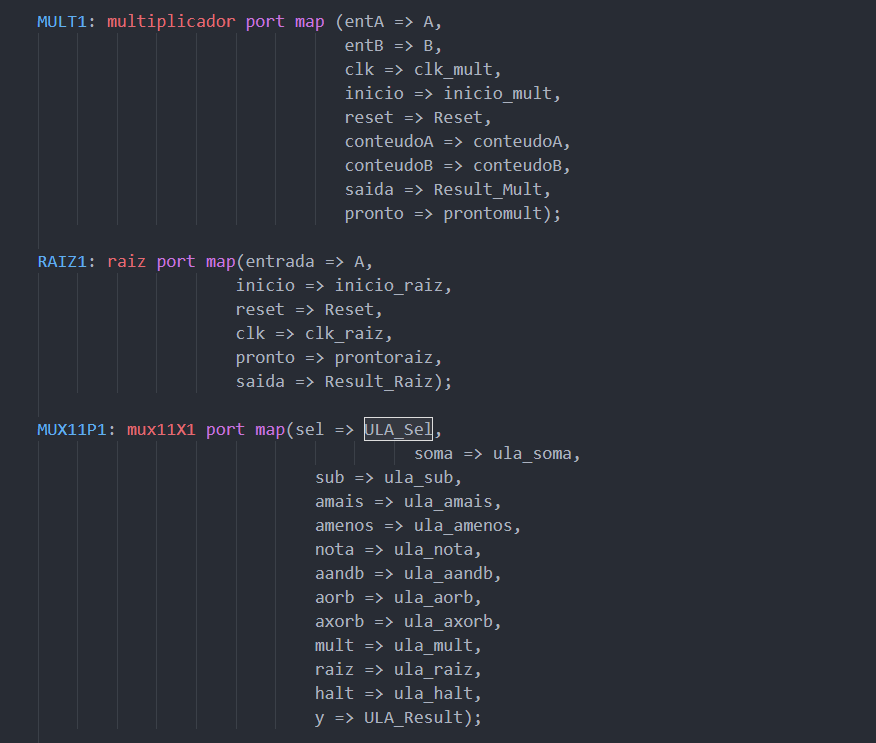 MULT1: multiplicador port map (entA => A,
entB => B,
clk => clk_mult,
inicio => inicio_mult,
reset => Reset,
conteudoA => conteudoA,
conteudoB => conteudoB,
saida => Result_Mult,
pronto => prontomult);
RAIZ1: raiz port map(entrada => A,
inicio => inicio_raiz,
reset => Reset,
clk => clk_raiz,
pronto => prontoraiz,
saida => Result_Raiz);
MUX11P1: mux11X1 port map(sel => ULA_Sel,
soma => ula_soma,
sub => ula_sub,
amais => ula_amais,
amenos => ula_amenos,
nota => ula_nota,
aandb => ula_aandb,
aorb => ula_aorb,
axorb => ula_axorb,
mult => ula_mult,
raiz => ula_raiz,
halt => ula_halt,
y => ULA_Result);